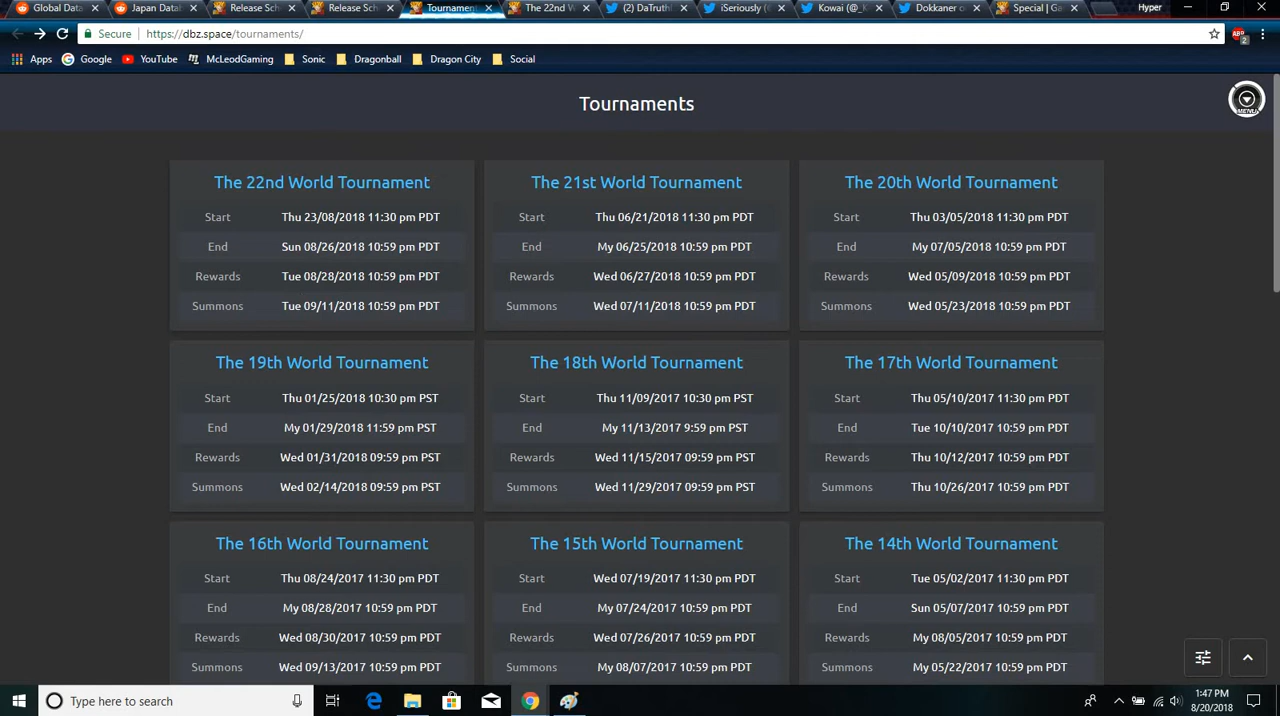 Global Datal
Japan Datab
Release Sch
Release Sch
Tournament
The 22nd W
(2) DaTruthI
iSeriously (@
Kowai (@_k
Dokkaner or
Special | Ga
Hyper
Secure
https://dbz.space/tournaments/
Apps
Google
YouTube
McLeodGaming
Sonic
Dragonball
Dragon City
Social
Tournaments
MENU
The 22nd World Tournament
Start Thu 23/08/2018 11:30 pm PDT
End Sun 08/26/2018 10:59 pm PDT
Rewards Tue 08/28/2018 10:59 pm PDT
Summons Tue 09/11/2018 10:59 pm PDT
The 21st World Tournament
Start Thu 06/21/2018 11:30 pm PDT
End My 06/25/2018 10:59 pm PDT
Rewards Wed 06/27/2018 10:59 pm PDT
Summons Wed 07/11/2018 10:59 pm PDT
The 20th World Tournament
Start Thu 03/05/2018 11:30 pm PDT
End My 07/05/2018 10:59 pm PDT
Rewards Wed 05/09/2018 10:59 pm PDT
Summons Wed 05/23/2018 10:59 pm PDT
The 19th World Tournament
Start Thu 01/25/2018 10:30 pm PST
End My 01/29/2018 11:59 pm PST
Rewards Wed 01/31/2018 09:59 pm PST
Summons Wed 02/14/2018 09:59 pm PST
The 18th World Tournament
Start Thu 11/09/2017 10:30 pm PST
End My 11/13/2017 9:59 pm PST
Rewards Wed 11/15/2017 09:59 pm PST
Summons Wed 11/29/2017 09:59 pm PST
The 17th World Tournament
Start Thu 05/10/2017 11:30 pm PDT
End Tue 10/10/2017 10:59 pm PDT
Rewards Thu 10/12/2017 10:59 pm PDT
Summons Thu 10/26/2017 10:59 pm PDT
The 16th World Tournament
Start Thu 08/24/2017 11:30 pm PDT
End My 08/28/2017 10:59 pm PDT
Rewards Wed 08/30/2017 10:59 pm PDT
Summons Wed 09/13/2017 10:59 pm PDT
The 15th World Tournament
Start Wed 07/19/2017 11:30 pm PDT
End My 07/24/2017 10:59 pm PDT
Rewards Wed 07/26/2017 10:59 pm PDT
Summons My 08/07/2017 10:59 pm PDT
The 14th World Tournament
Start Tue 05/02/2017 11:30 pm PDT
End Sun 05/07/2017 10:59 pm PDT
Rewards My 08/05/2017 10:59 pm PDT
Summons My 05/22/2017 10:59 pm PDT
Type here to search
1:47 PM
8/20/2018